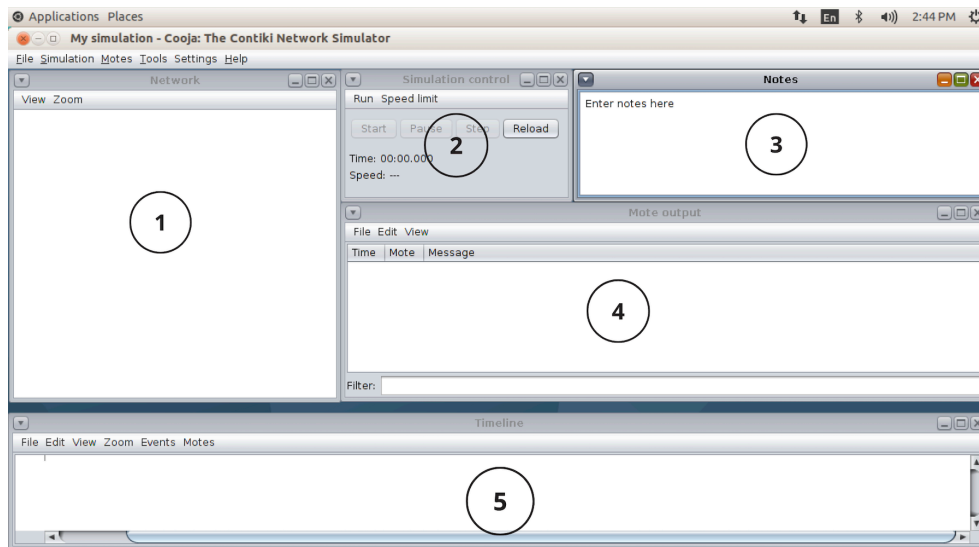 Applications Places En 2:44 PM
My simulation - Cooja: The Contiki Network Simulator
File Simulation Motes Tools Settings Help
Network
View Zoom
1
Simulation control
Run Speed limit
Start Pause Step Reload
2
Time: 00:00.000
Speed: ---
Notes
Enter notes here
3
Mote output
File Edit View
Time Mote Message
4
Filter:
Timeline
File Edit View Zoom Events Motes
5